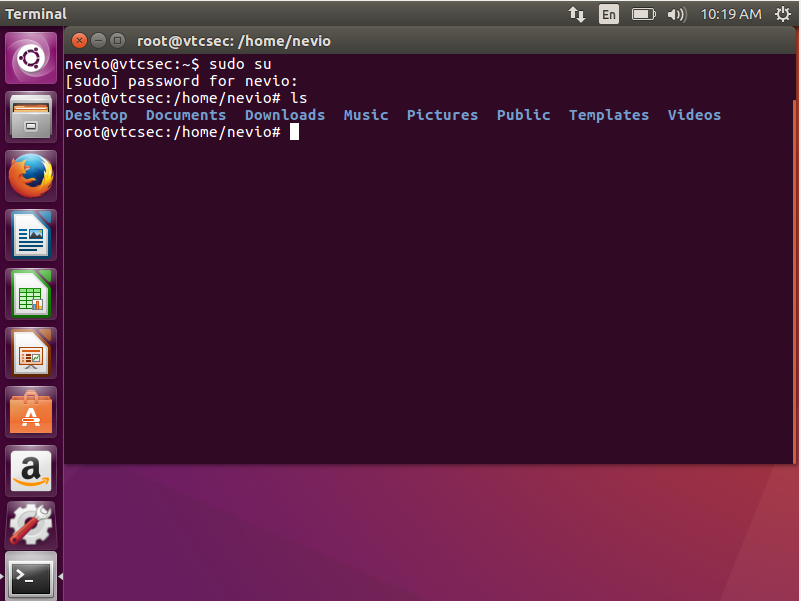 Terminal
En
10:19 AM
root@vtcsec: /home/nevio
nevio@vtcsec:~$ sudo su
[sudo] password for nevio:
root@vtcsec:/home/nevio# ls
Desktop  Documents  Downloads  Music  Pictures  Public  Templates  Videos
root@vtcsec:/home/nevio#